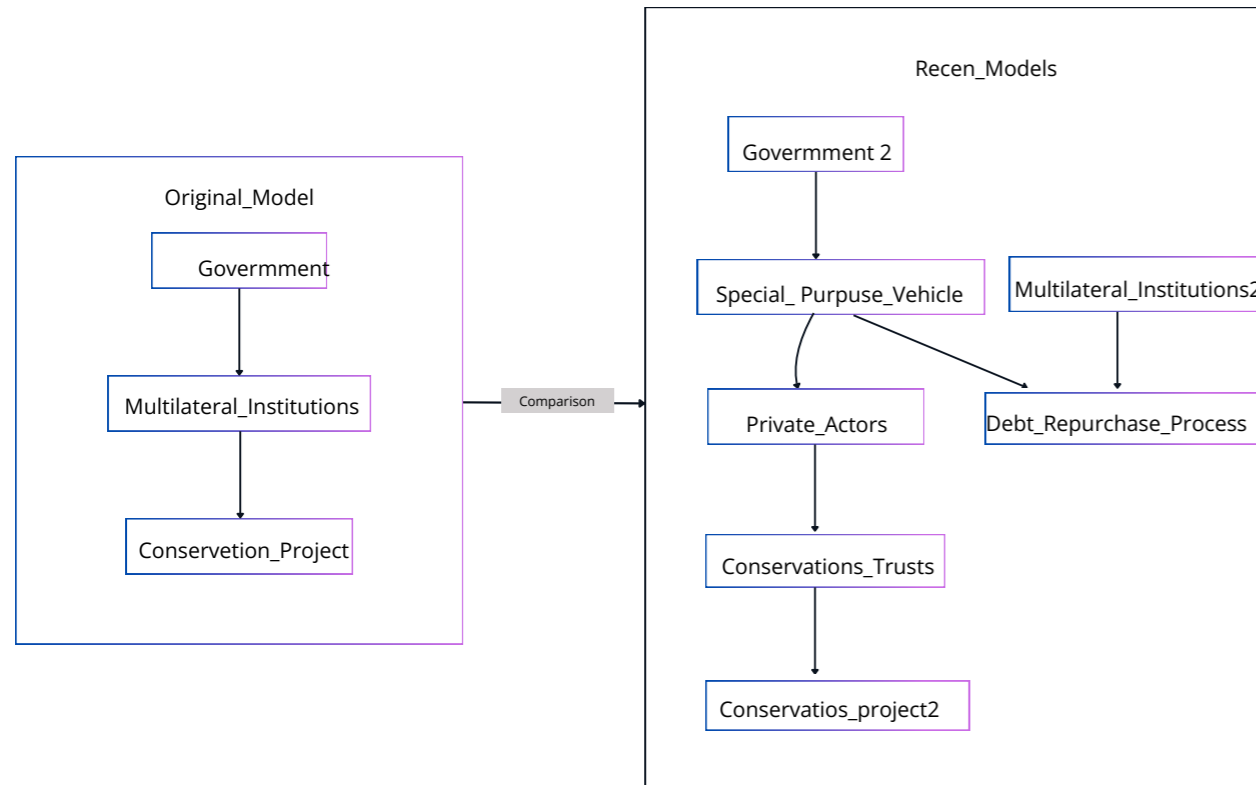 Original_Model
Govermment
Multilateral_Institutions
Conservetion_Project
Comparison
Recen_Models
Govermment 2
Special_ Purpuse_Vehicle
Multilateral_Institutions2
Private_Actors
Debt_Repurchase_Process
Conservations_Trusts
Conservatios_project2